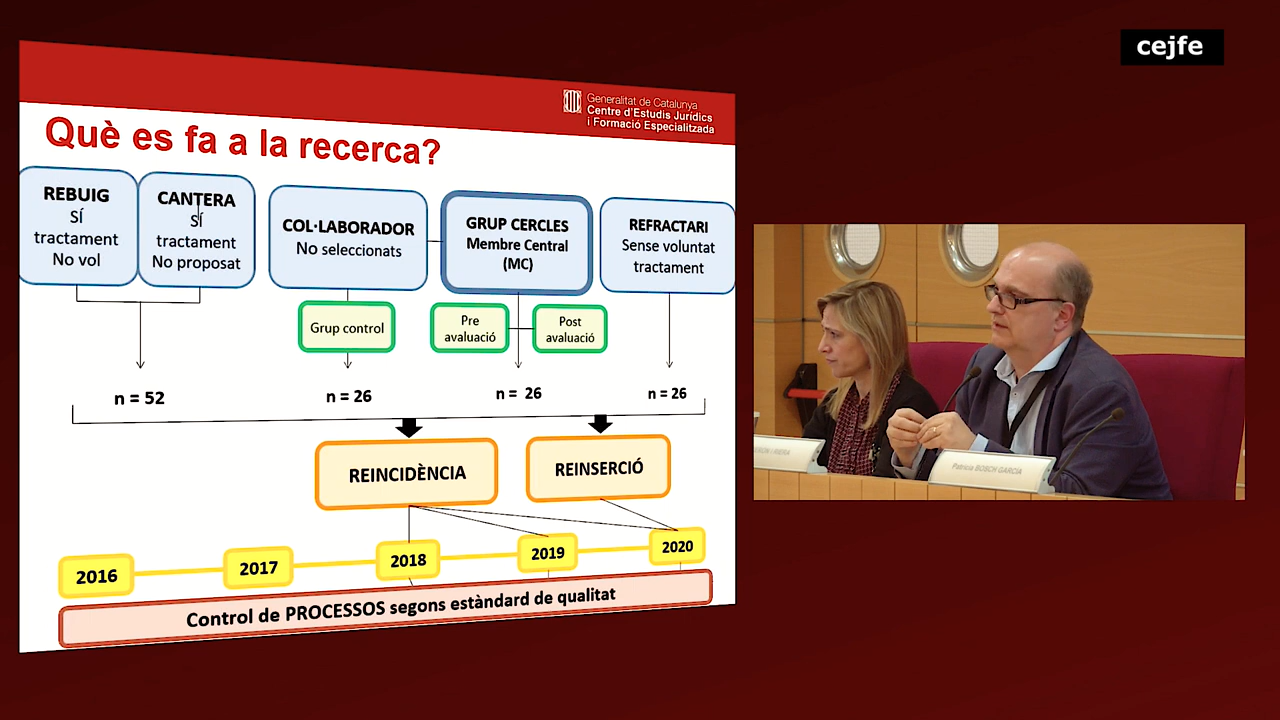 cejfe
Generalitat de Catalunya
Centre d'Estudis Jurídics
i Formació Especialitzada
Què es fa a la recerca?
REBUIG
SÍ
tractament
No vol
CANTERA
SÍ
tractament
No proposat
COL·LABORADOR
No seleccionats
GRUP CERCLES
Membre Central
(MC)
REFRACTARI
Sense voluntat
tractament
Grup control
Pre
avaluació
Post
avaluació
n = 52
n = 26
n = 26
n = 26
REINCIDÈNCIA
REINSERCIÓ
2016
2017
2018
2019
2020
Control de PROCESSOS segons estàndard de qualitat
Patricia BOSCH GARCÍA